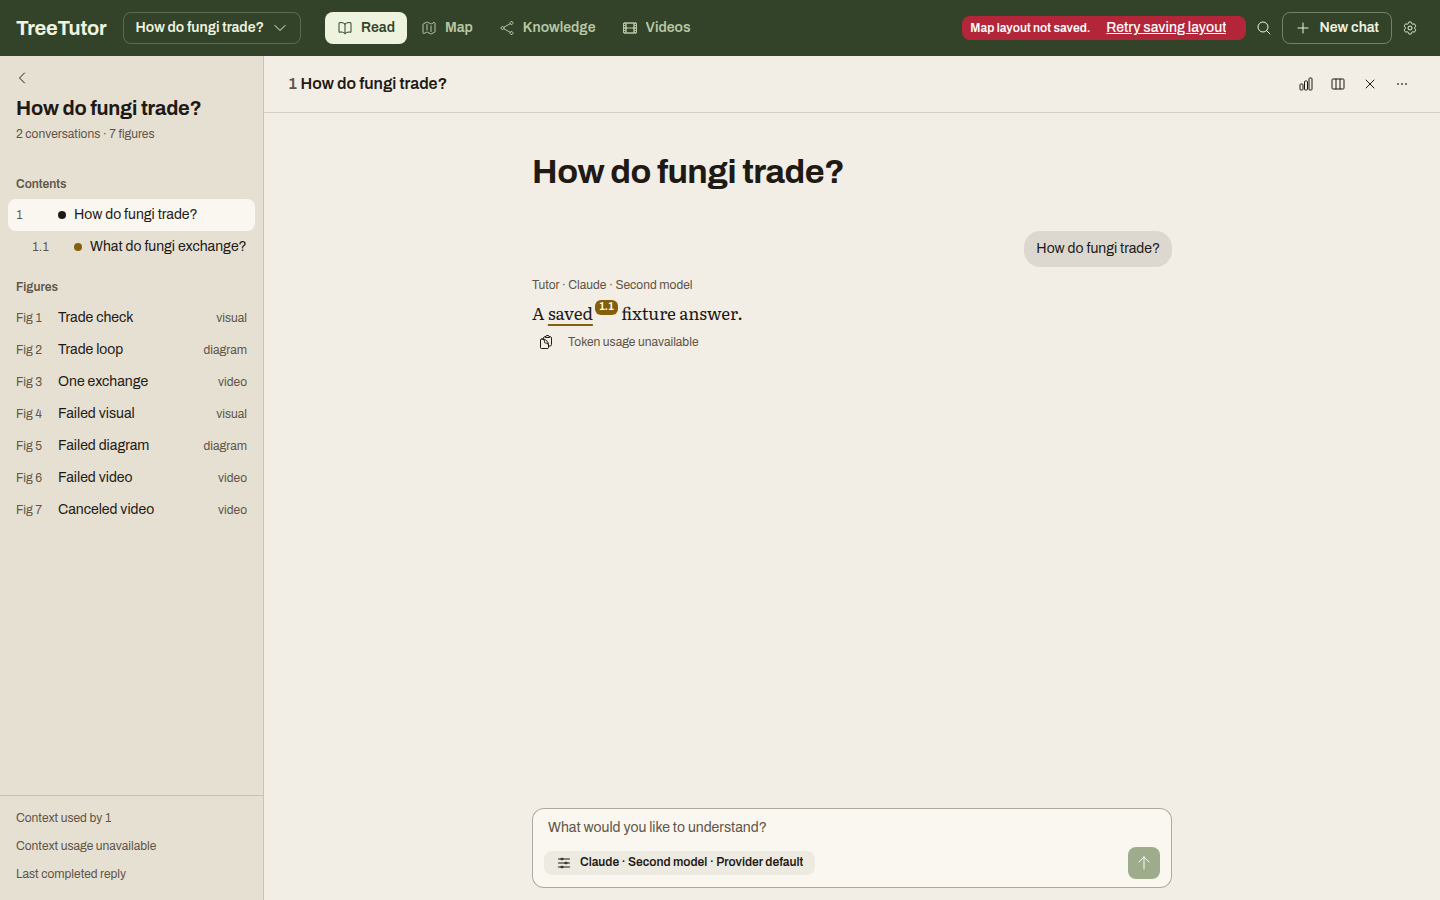 TreeTutor
How do fungi trade?
Read
Map
Knowledge
Videos
Map layout not saved. Retry saving layout
New chat
How do fungi trade?
2 conversations · 7 figures
Contents
1 How do fungi trade?
1.1 What do fungi exchange?
Figures
Fig 1 Trade check visual
Fig 2 Trade loop diagram
Fig 3 One exchange video
Fig 4 Failed visual visual
Fig 5 Failed diagram diagram
Fig 6 Failed video video
Fig 7 Canceled video video
Context used by 1
Context usage unavailable
Last completed reply
1 How do fungi trade?
How do fungi trade?
How do fungi trade?
Tutor · Claude · Second model
A saved 1.1 fixture answer.
Token usage unavailable
What would you like to understand?
Claude · Second model · Provider default